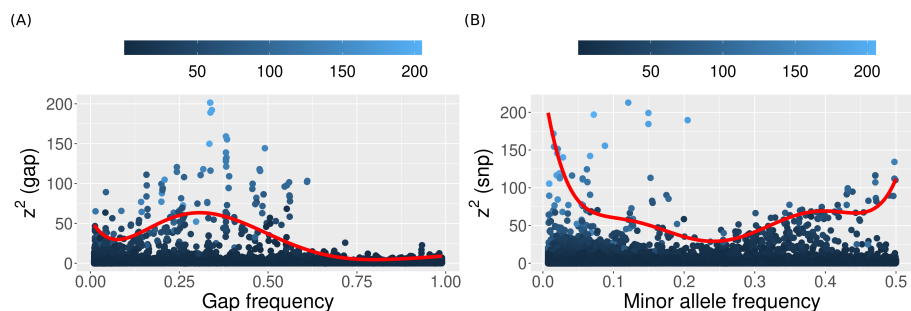 (A)
50 100 150 200
z² (gap)
200
150
100
50
0
0.00 0.25 0.50 0.75 1.00
Gap frequency
(B)
50 100 150 200
z² (snp)
200
150
100
50
0
0.0 0.1 0.2 0.3 0.4 0.5
Minor allele frequency